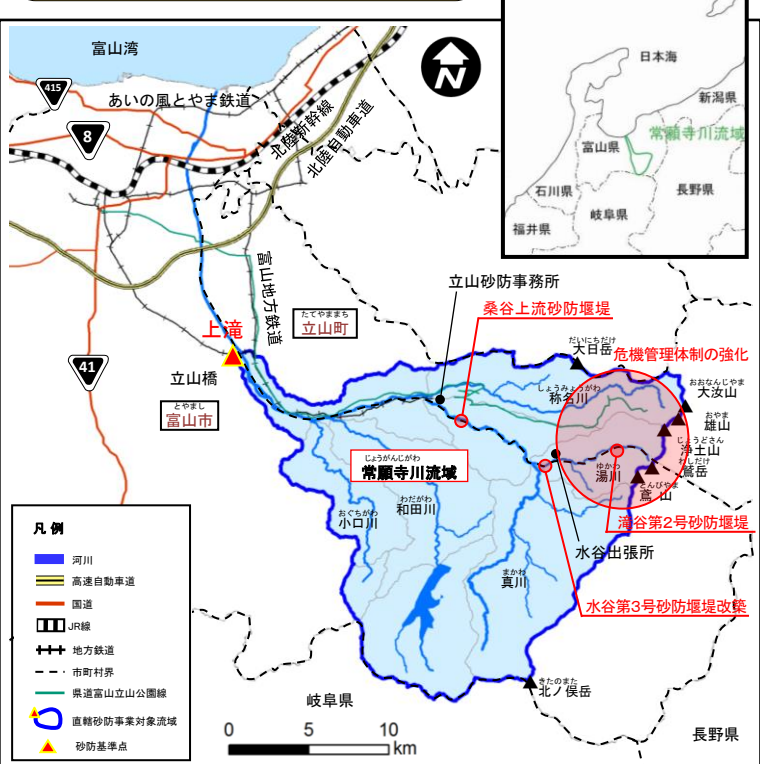 富山湾
415
あいの風とやま鉄道
8
北陸新幹線
北陸自動車道
N
日本海
新潟県
常願寺川流域
富山県
石川県
長野県
岐阜県
福井県
富山地方鉄道
立山砂防事務所
桑谷上流砂防堰堤
たてやままち
立山町
上滝
立山橋
41
とやまし
富山市
だいにちだけ
大日岳
危機管理体制の強化
しょうみょうがわ
称名川
おおなんじやま
大汝山
おやま
雄山
じょうどさん
浄土山
わしだけ
鷲岳
とんびやま
鳶山
ゆかわ
湯川
じょうがんじがわ
常願寺川流域
おぐちがわ
小口川
わだがわ
和田川
滝谷第2号砂防堰堤
水谷出張所
まかわ
真川
水谷第3号砂防堰堤改築
きたのまた
北ノ俣岳
岐阜県
長野県
0 5 10
km
凡例
河川
高速自動車道
国道
JR線
地方鉄道
市町村界
県道富山立山公園線
直轄砂防事業対象流域
砂防基準点